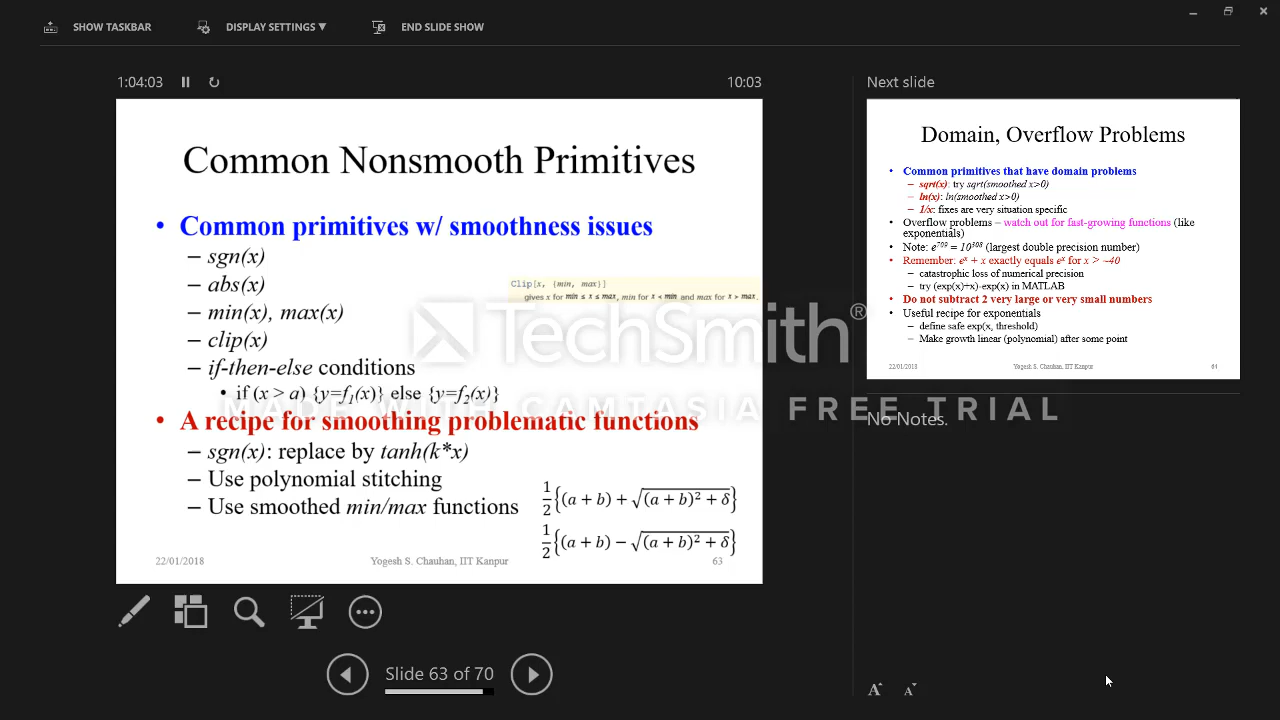 SHOW TASKBAR DISPLAY SETTINGS ▼ END SLIDE SHOW
1:04:03 10:03
Common Nonsmooth Primitives
• Common primitives w/ smoothness issues
– sgn(x)
– abs(x)
– min(x), max(x)
– clip(x)
– if-then-else conditions
• if (x > a) {y=f₁(x)} else {y=f₂(x)}
Clip[x, {min, max}]
gives x for min ≤ x ≤ max, min for x < min and max for x > max.
• A recipe for smoothing problematic functions
– sgn(x): replace by tanh(k*x)
– Use polynomial stitching
– Use smoothed min/max functions
1/2{(a + b) + √((a + b)² + δ)}
1/2{(a + b) − √((a + b)² + δ)}
22/01/2018 Yogesh S. Chauhan, IIT Kanpur 63
Slide 63 of 70
Next slide
Domain, Overflow Problems
• Common primitives that have domain problems
– sqrt(x): try sqrt(smoothed x>0)
– ln(x): ln(smoothed x>0)
– 1/x: fixes are very situation specific
• Overflow problems – watch out for fast-growing functions (like
exponentials)
• Note: e⁷⁰⁹ = 10³⁰⁸ (largest double precision number)
• Remember: eˣ + x exactly equals eˣ for x > ~40
– catastrophic loss of numerical precision
– try (exp(x)+x)-exp(x) in MATLAB
• Do not subtract 2 very large or very small numbers
• Useful recipe for exponentials
– define safe exp(x, threshold)
– Make growth linear (polynomial) after some point
22/01/2018 Yogesh S. Chauhan, IIT Kanpur 64
No Notes.
A A
TechSmith®
MADE WITH CAMTASIA FREE TRIAL